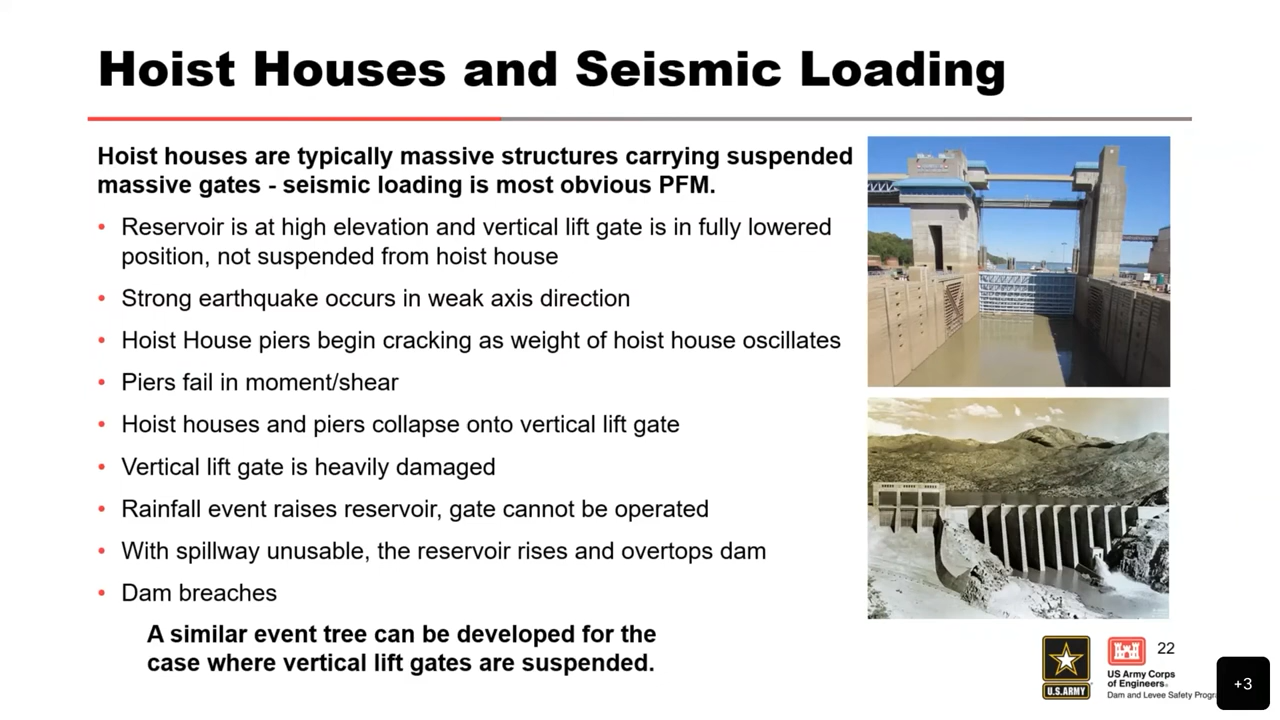 Hoist Houses and Seismic Loading
Hoist houses are typically massive structures carrying suspended
massive gates - seismic loading is most obvious PFM.
• Reservoir is at high elevation and vertical lift gate is in fully lowered
position, not suspended from hoist house
• Strong earthquake occurs in weak axis direction
• Hoist House piers begin cracking as weight of hoist house oscillates
• Piers fail in moment/shear
• Hoist houses and piers collapse onto vertical lift gate
• Vertical lift gate is heavily damaged
• Rainfall event raises reservoir, gate cannot be operated
• With spillway unusable, the reservoir rises and overtops dam
• Dam breaches
A similar event tree can be developed for the
case where vertical lift gates are suspended.
U.S.ARMY
US Army Corps
of Engineers®
Dam and Levee Safety
22
+3